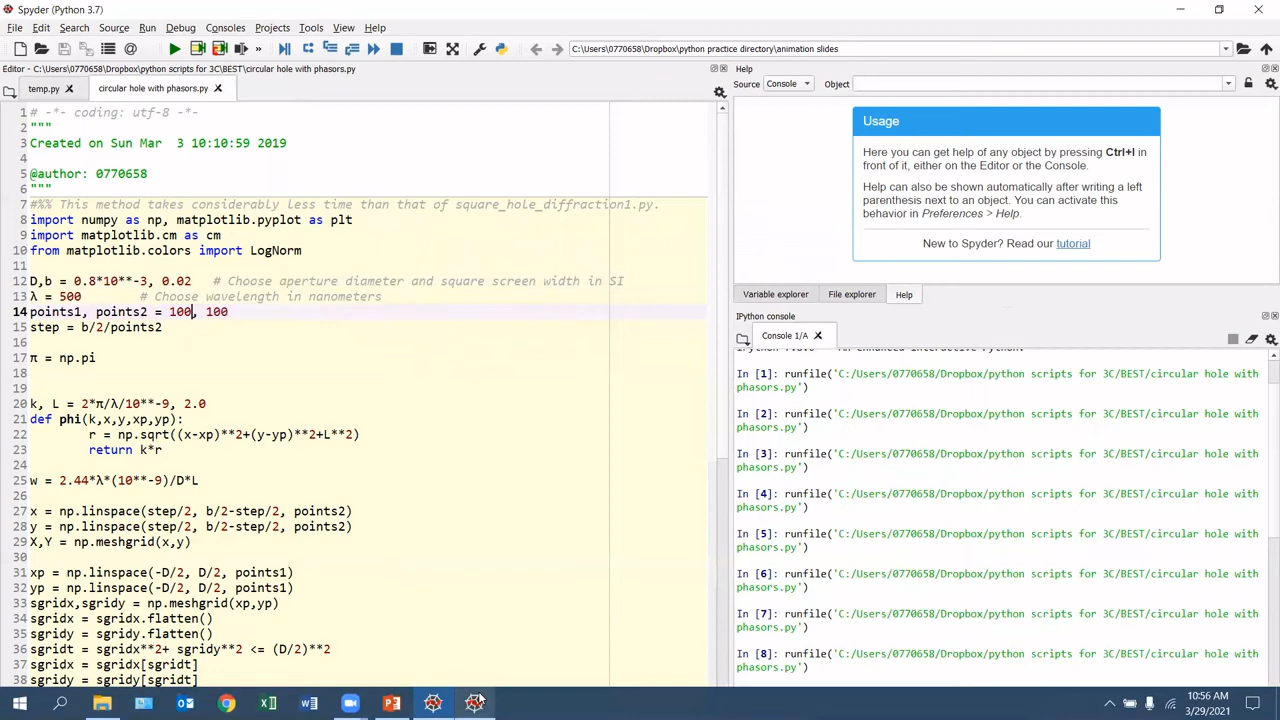 Spyder (Python 3.7)
File Edit Search Source Run Debug Consoles Projects Tools View Help
C:\Users\0770658\Dropbox\python practice directory\animation slides
Editor - C:\Users\0770658\Dropbox\python scripts for 3C\BEST\circular hole with phasors.py
temp.py circular hole with phasors.py
1 # -*- coding: utf-8 -*-
2 """
3 Created on Sun Mar  3 10:10:59 2019
4
5 @author: 0770658
6 """
7 #%% This method takes considerably less time than that of square_hole_diffraction1.py.
8 import numpy as np, matplotlib.pyplot as plt
9 import matplotlib.cm as cm
10 from matplotlib.colors import LogNorm
11
12 D,b = 0.8*10**-3, 0.02   # Choose aperture diameter and square screen width in SI
13 λ = 500        # Choose wavelength in nanometers
14 points1, points2 = 100, 100
15 step = b/2/points2
16
17 π = np.pi
18
19
20 k, L = 2*π/λ/10**-9, 2.0
21 def phi(k,x,y,xp,yp):
22         r = np.sqrt((x-xp)**2+(y-yp)**2+L**2)
23         return k*r
24
25 w = 2.44*λ*(10**-9)/D*L
26
27 x = np.linspace(step/2, b/2-step/2, points2)
28 y = np.linspace(step/2, b/2-step/2, points2)
29 X,Y = np.meshgrid(x,y)
30
31 xp = np.linspace(-D/2, D/2, points1)
32 yp = np.linspace(-D/2, D/2, points1)
33 sgridx,sgridy = np.meshgrid(xp,yp)
34 sgridx = sgridx.flatten()
35 sgridy = sgridy.flatten()
36 sgridt = sgridx**2+ sgridy**2 <= (D/2)**2
37 sgridx = sgridx[sgridt]
38 sgridy = sgridy[sgridt]
Help
Source Console Object
Usage
Here you can get help of any object by pressing Ctrl+I in
front of it, either on the Editor or the Console.
Help can also be shown automatically after writing a left
parenthesis next to an object. You can activate this
behavior in Preferences > Help.
New to Spyder? Read our tutorial
Variable explorer File explorer Help
IPython console
Console 1/A
In [1]: runfile('C:/Users/0770658/Dropbox/python scripts for 3C/BEST/circular hole with
phasors.py')
In [2]: runfile('C:/Users/0770658/Dropbox/python scripts for 3C/BEST/circular hole with
phasors.py')
In [3]: runfile('C:/Users/0770658/Dropbox/python scripts for 3C/BEST/circular hole with
phasors.py')
In [4]: runfile('C:/Users/0770658/Dropbox/python scripts for 3C/BEST/circular hole with
phasors.py')
In [5]: runfile('C:/Users/0770658/Dropbox/python scripts for 3C/BEST/circular hole with
phasors.py')
In [6]: runfile('C:/Users/0770658/Dropbox/python scripts for 3C/BEST/circular hole with
phasors.py')
In [7]: runfile('C:/Users/0770658/Dropbox/python scripts for 3C/BEST/circular hole with
phasors.py')
In [8]: runfile('C:/Users/0770658/Dropbox/python scripts for 3C/BEST/circular hole with
phasors.py')
10:56 AM
3/29/2021